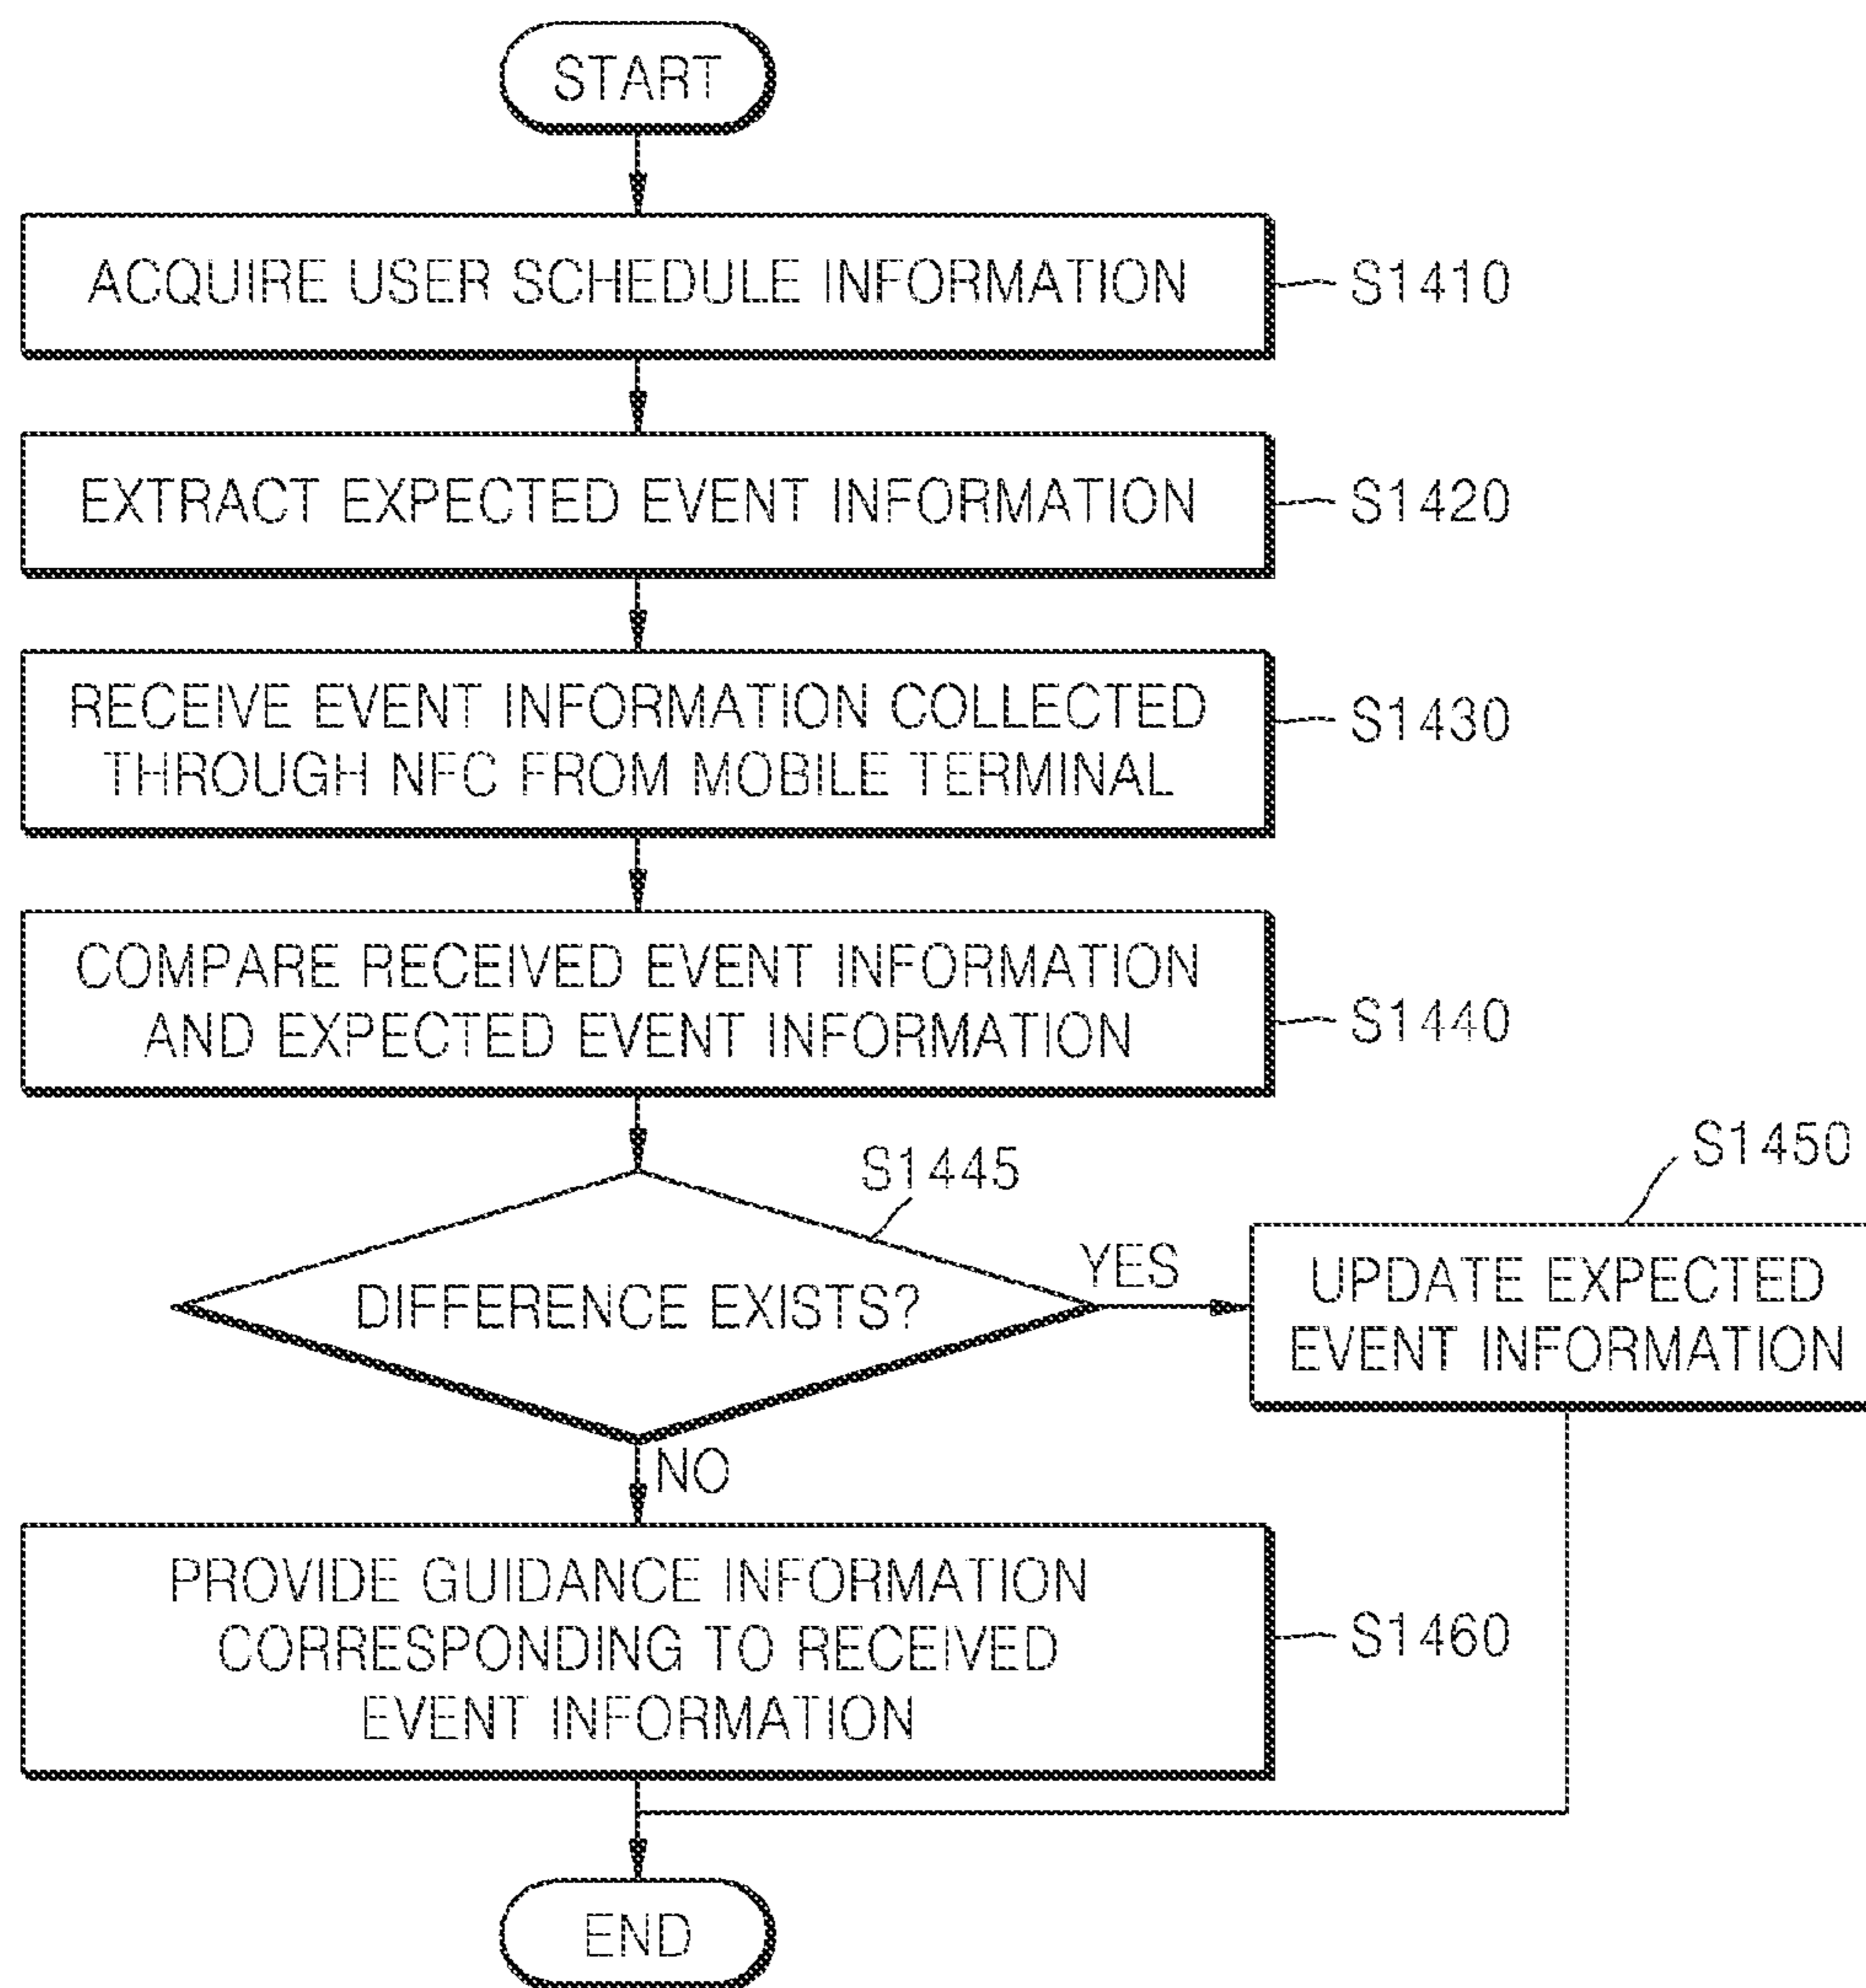 START
ACQUIRE USER SCHEDULE INFORMATION
S1410
EXTRACT EXPECTED EVENT INFORMATION
S1420
RECEIVE EVENT INFORMATION COLLECTED
THROUGH NFC FROM MOBILE TERMINAL
S1430
COMPARE RECEIVED EVENT INFORMATION
AND EXPECTED EVENT INFORMATION
S1440
S1445
DIFFERENCE EXISTS?
YES
S1450
UPDATE EXPECTED
EVENT INFORMATION
NO
PROVIDE GUIDANCE INFORMATION
CORRESPONDING TO RECEIVED
EVENT INFORMATION
S1460
END